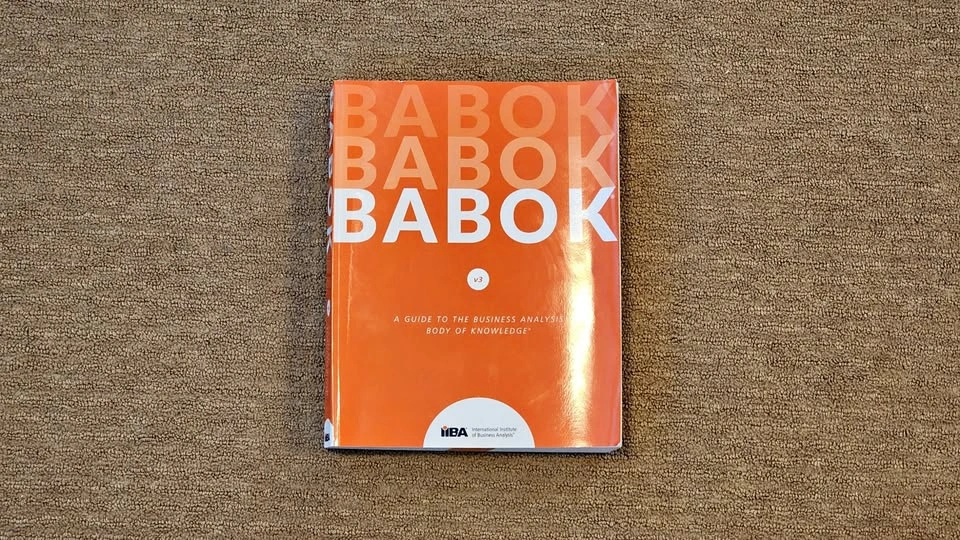 BABOK
BABOK
BABOK®
v3
A GUIDE TO THE BUSINESS ANALYSIS
BODY OF KNOWLEDGE®
IIBA
International Institute
of Business Analysis™